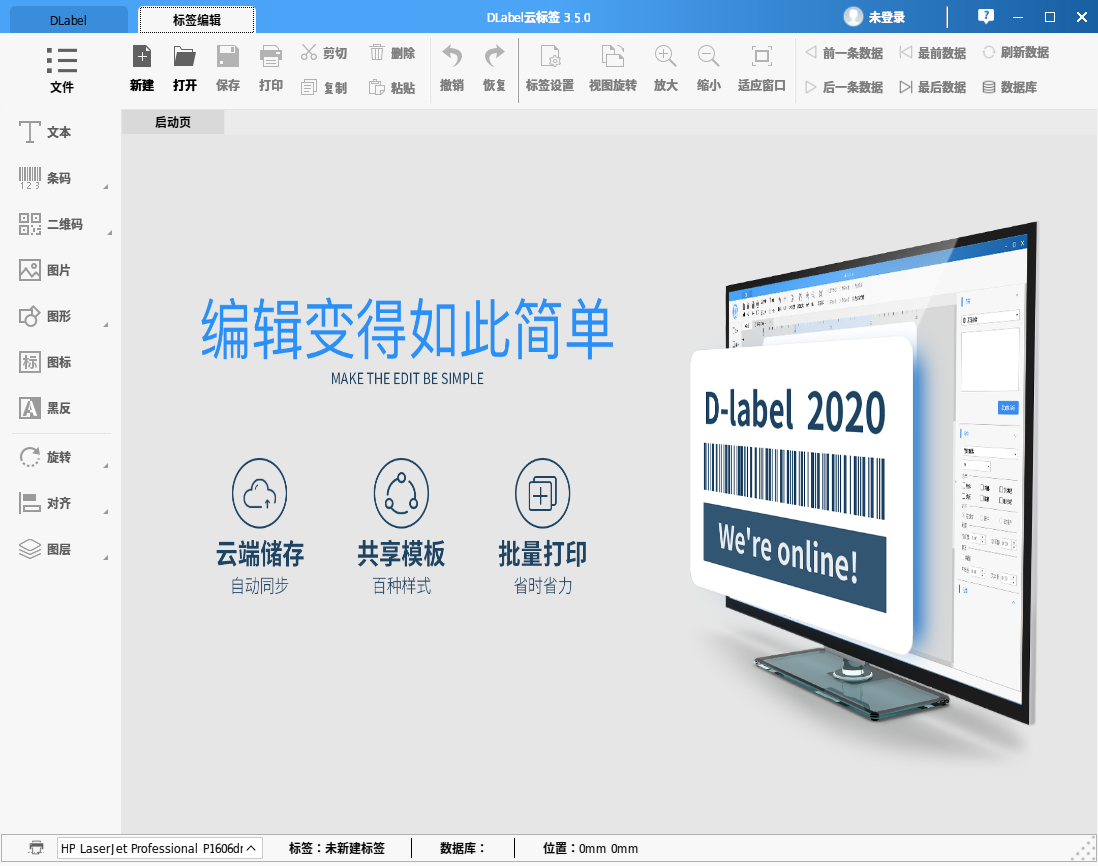 DLabel
标签编辑
DLabel云标签 3.5.0
未登录
文件
新建
打开
保存
打印
剪切
复制
删除
粘贴
撤销
恢复
标签设置
视图旋转
放大
缩小
适应窗口
前一条数据
最前数据
刷新数据
后一条数据
最后数据
数据库
启动页
文本
条码
123
二维码
图片
图形
标
图标
A
黑反
旋转
对齐
图层
编辑变得如此简单
MAKE THE EDIT BE SIMPLE
云端储存
自动同步
共享模板
百种样式
批量打印
省时省力
D-label 2020
We're online!
HP LaserJet Professional P1606dn
标签：未新建标签
数据库：
位置：0mm 0mm